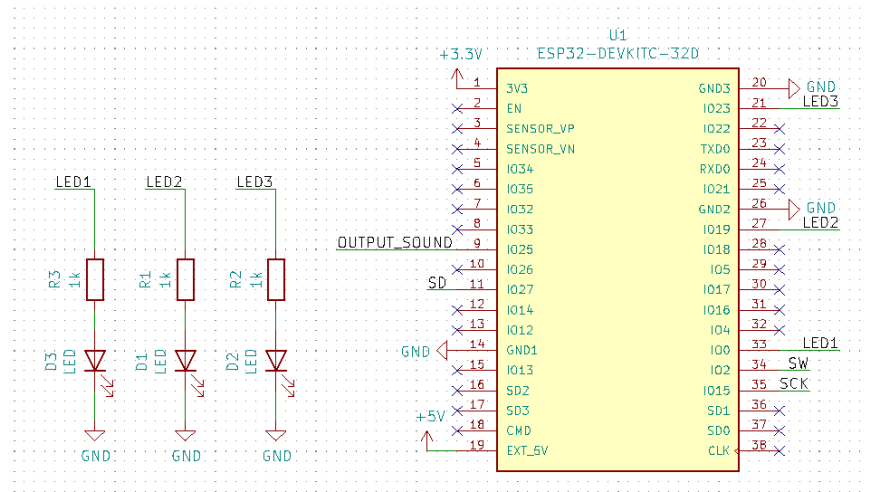 U1
ESP32-DEVKITC-32D
+3.3V
1 3V3 GND3 20 GND
2 EN IO23 21 LED3
3 SENSOR_VP IO22 22
4 SENSOR_VN TXD0 23
5 IO34 RXD0 24
6 IO35 IO21 25
7 IO32 GND2 26 GND
8 IO33 IO19 27 LED2
OUTPUT_SOUND 9 IO25 IO18 28
10 IO26 IO5 29
SD 11 IO27 IO17 30
12 IO14 IO16 31
13 IO12 IO4 32
GND 14 GND1 IO0 33 LED1
15 IO13 IO2 34 SW
16 SD2 IO15 35 SCK
17 SD3 SD1 36
+5V
18 CMD SD0 37
19 EXT_5V CLK 38
LED1 LED2 LED3
R3 1k R1 1k R2 1k
D3 LED D1 LED D2 LED
GND GND GND